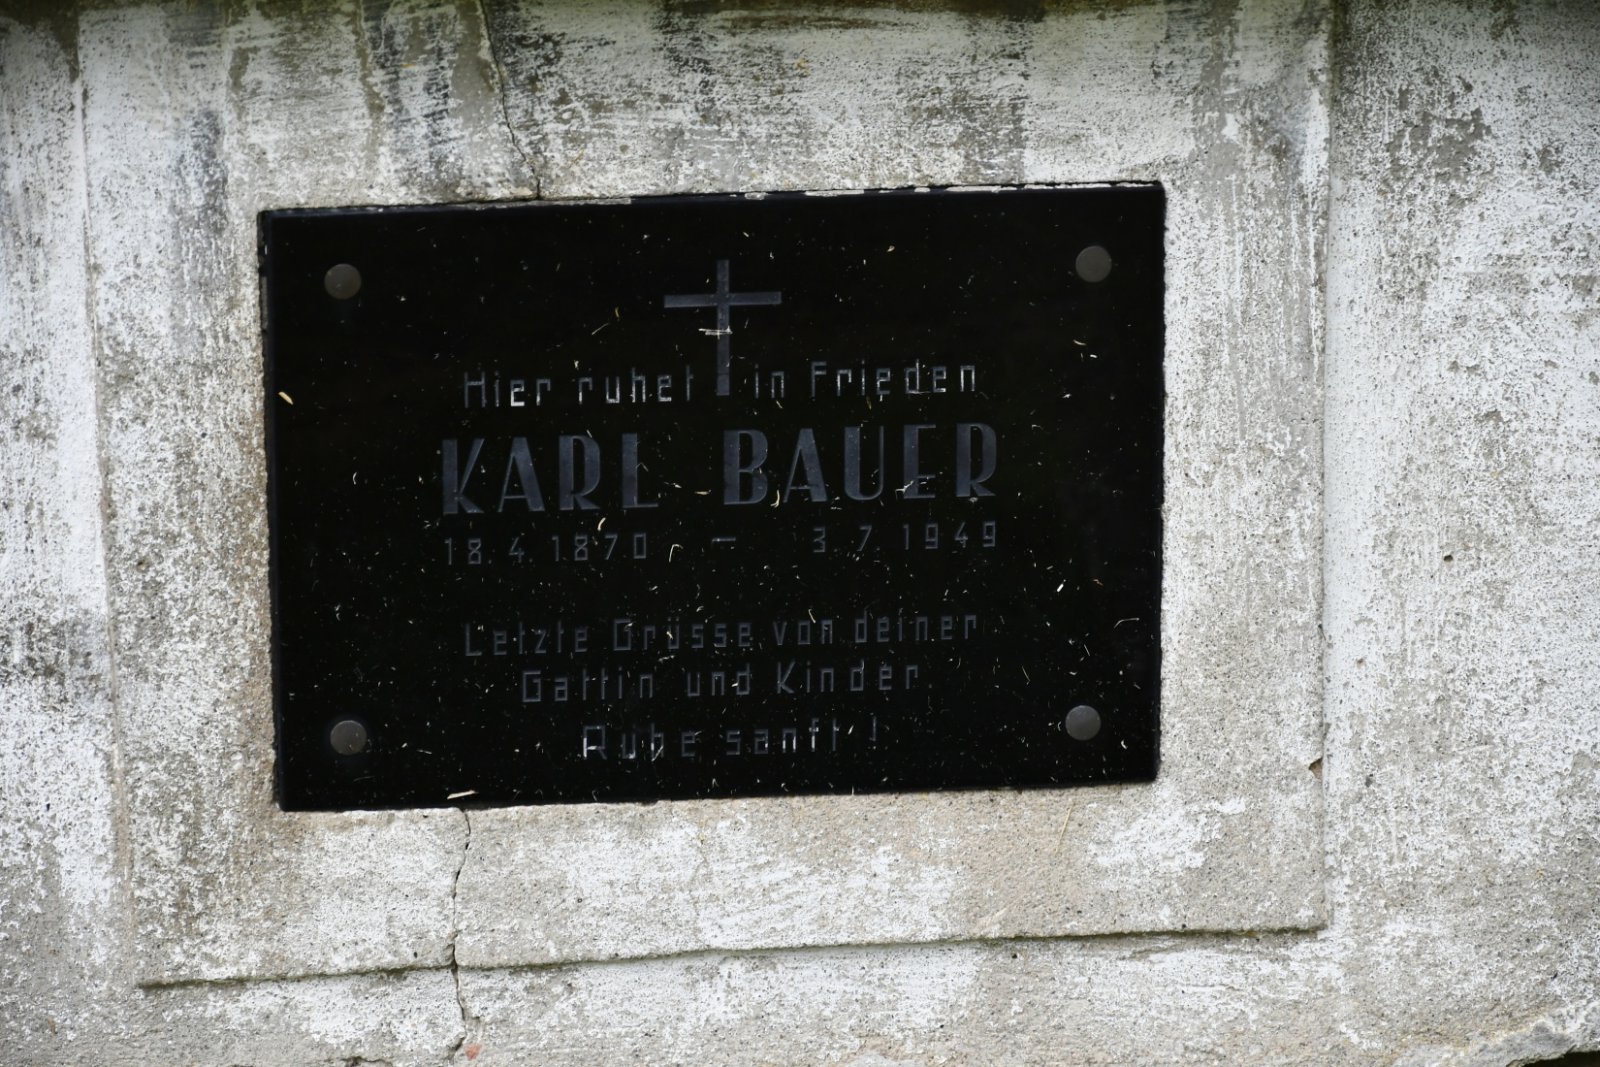 Hier ruhet in Frieden
KARL BAUER
18.4.1870 – 3.7.1949
Letzte Grüsse von deiner
Gattin und Kinder
Ruhe sanft!